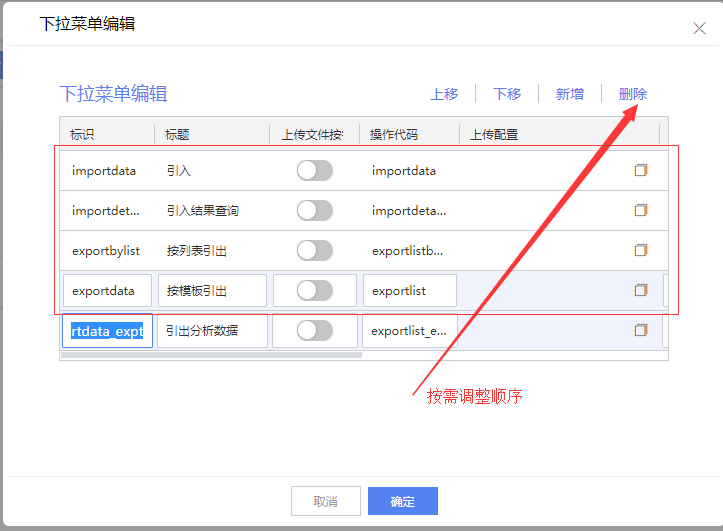 下拉菜单编辑
下拉菜单编辑 上移 下移 新增 删除
标识 标题 上传文件按 操作代码 上传配置
importdata 引入 importdata
importdet... 引入结果查询 importdeta...
exportbylist 按列表引出 exportlistb...
exportdata 按模板引出 exportlist
rtdata_expt 引出分析数据 exportlist_e...
按需调整顺序
取消 确定